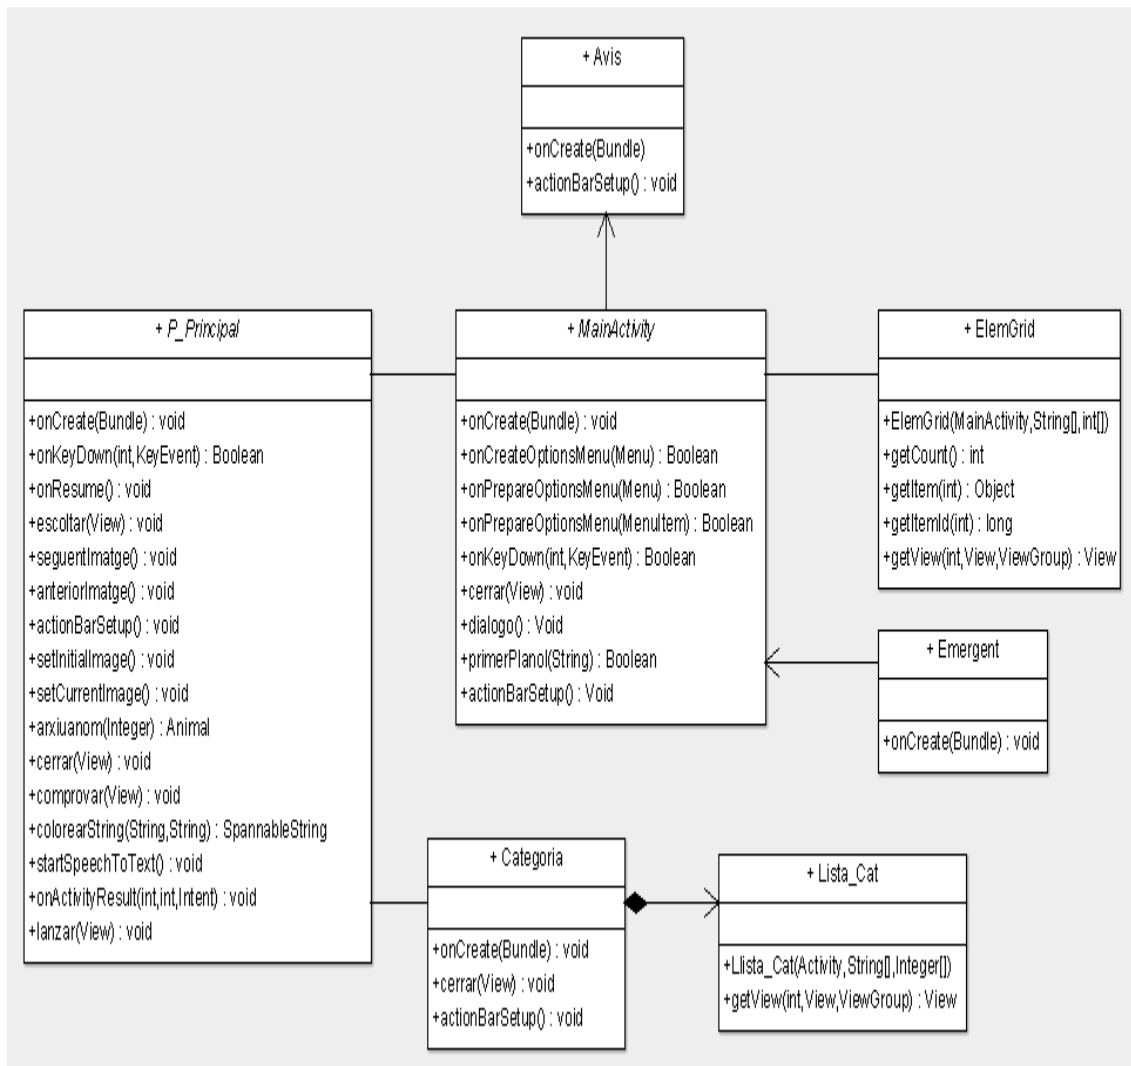 + Avis
+onCreate(Bundle)
+actionBarSetup() : void
+ P_Principal
+onCreate(Bundle) : void
+onKeyDown(int,KeyEvent) : Boolean
+onResume() : void
+escoltar(View) : void
+seguentImatge() : void
+anteriorImatge() : void
+actionBarSetup() : void
+setInitialImage() : void
+setCurrentImage() : void
+arxiuanom(Integer) : Animal
+cerrar(View) : void
+comprovar(View) : void
+colorearString(String,String) : SpannableString
+startSpeechToText() : void
+onActivityResult(int,int,Intent) : void
+lanzar(View) : void
+ MainActivity
+onCreate(Bundle) : void
+onCreateOptionsMenu(Menu) : Boolean
+onPrepareOptionsMenu(Menu) : Boolean
+onPrepareOptionsMenu(MenuItem) : Boolean
+onKeyDown(int,KeyEvent) : Boolean
+cerrar(View) : void
+dialogo() : Void
+primerPlanol(String) : Boolean
+actionBarSetup() : Void
+ ElemGrid
+ElemGrid(MainActivity,String[],int[])
+getCount() : int
+getItem(int) : Object
+getItemId(int) : long
+getView(int,View,ViewGroup) : View
+ Emergent
+onCreate(Bundle) : void
+ Categoria
+onCreate(Bundle) : void
+cerrar(View) : void
+actionBarSetup() : void
+ Lista_Cat
+Llista_Cat(Activity,String[],Integer[])
+getView(int,View,ViewGroup) : View